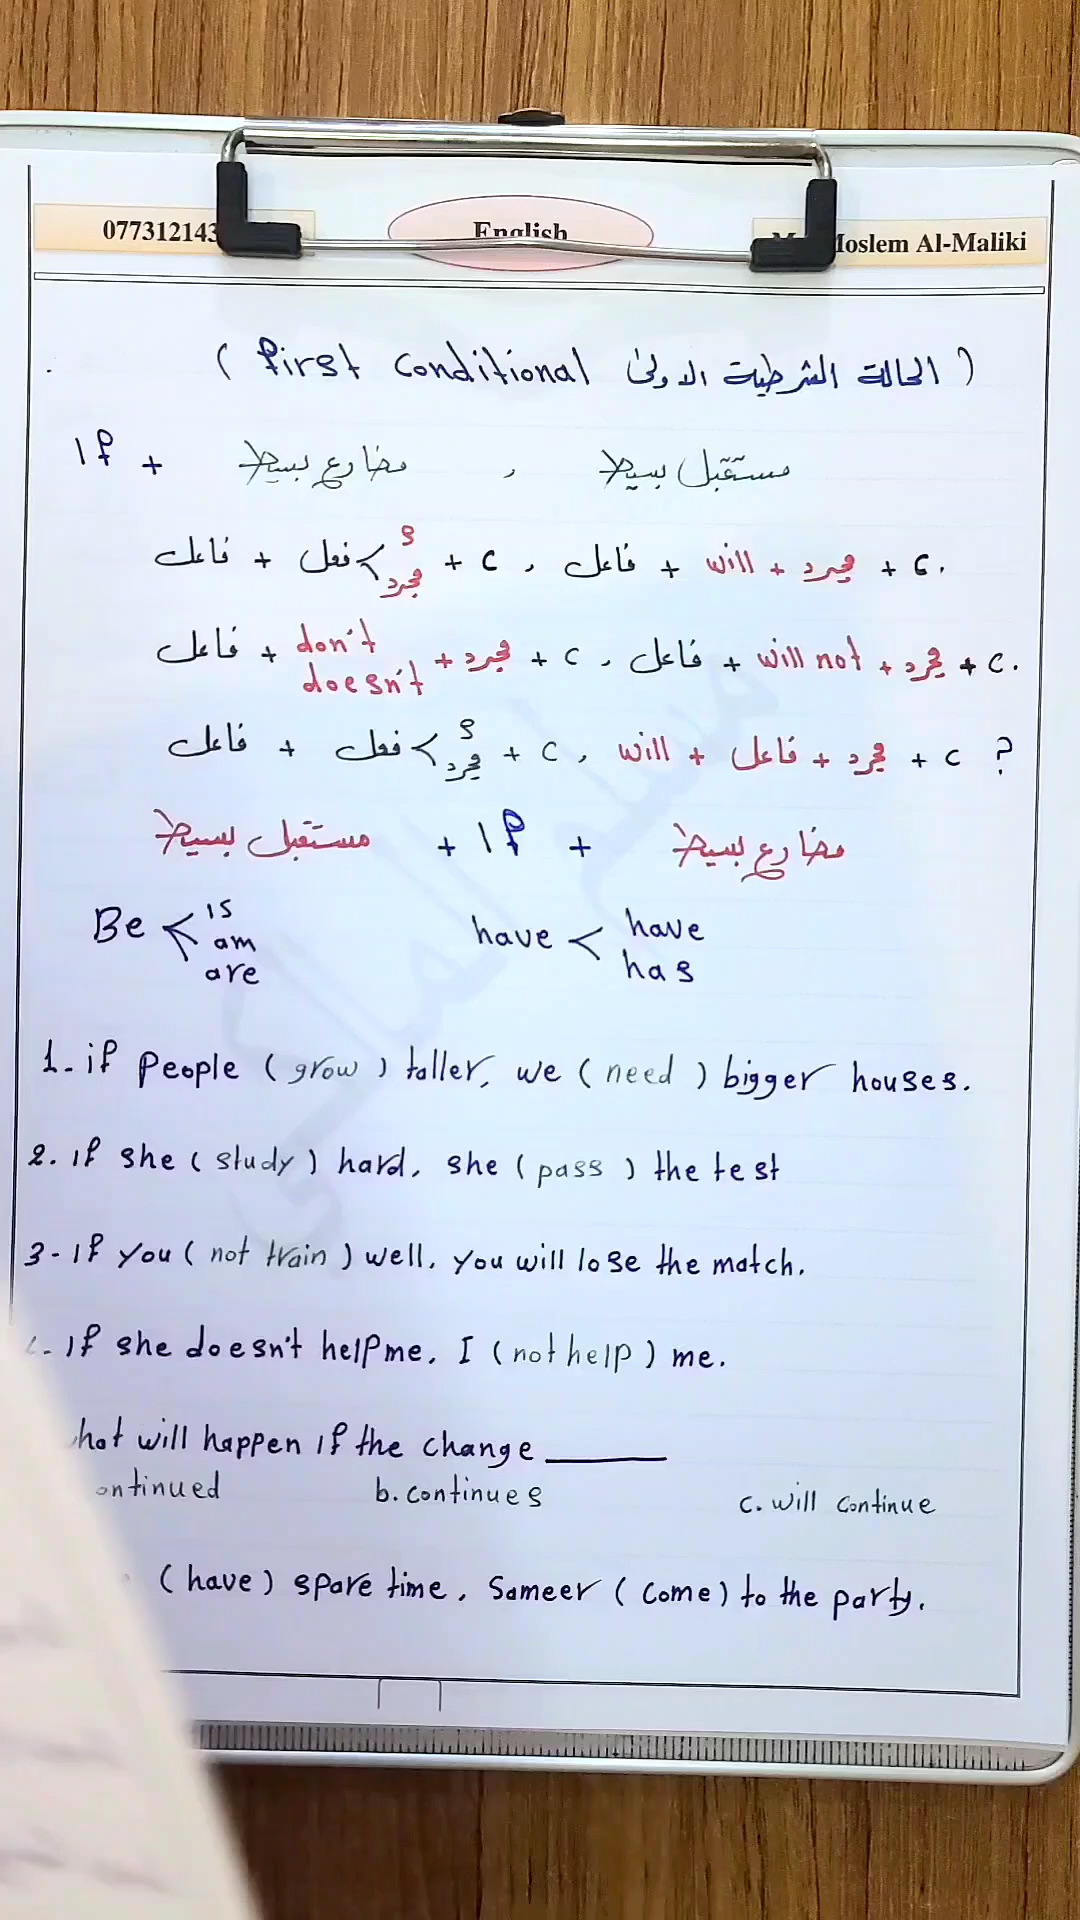 English
oslem Al-Maliki
( first conditional الحالة الشرطية الاولى )
If + مضارع بسيط , مستقبل بسيط
فاعل + فعل < s مجرد + c , فاعل + will + مجرد + c.
فاعل + don't doesn't + مجرد + c , فاعل + will not + مجرد + c.
فاعل + فعل < s مجرد + c , will + فاعل + مجرد + c ?
مستقبل بسيط + If + مضارع بسيط
Be < is am are have < have has
1- if people ( grow ) taller, we ( need ) bigger houses.
2. if she ( study ) hard, she ( pass ) the test
3- If you ( not train ) well, you will lose the match.
If she doesn't help me, I ( not help ) me.
hat will happen if the change ______
ontinued b. continues c. will continue
( have ) spare time, Sameer ( come ) to the party.